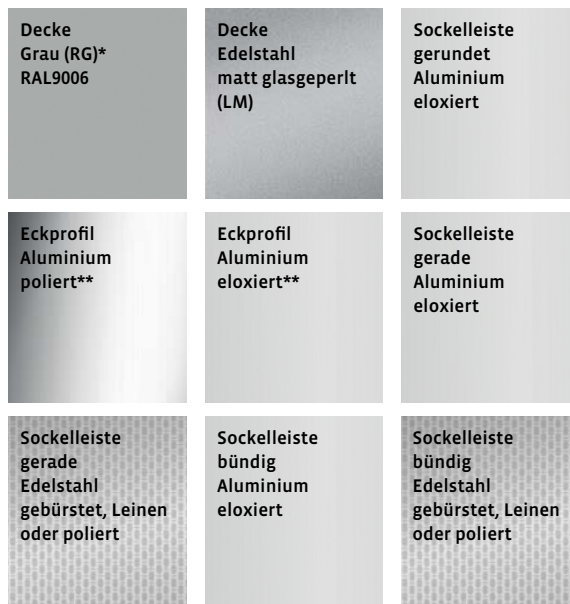 Decke
Grau (RG)*
RAL9006
Decke
Edelstahl
matt glasgeperlt
(LM)
Sockelleiste
gerundet
Aluminium
eloxiert
Eckprofil
Aluminium
poliert**
Eckprofil
Aluminium
eloxiert**
Sockelleiste
gerade
Aluminium
eloxiert
Sockelleiste
gerade
Edelstahl
gebürstet, Leinen
oder poliert
Sockelleiste
bündig
Aluminium
eloxiert
Sockelleiste
bündig
Edelstahl
gebürstet, Leinen
oder poliert